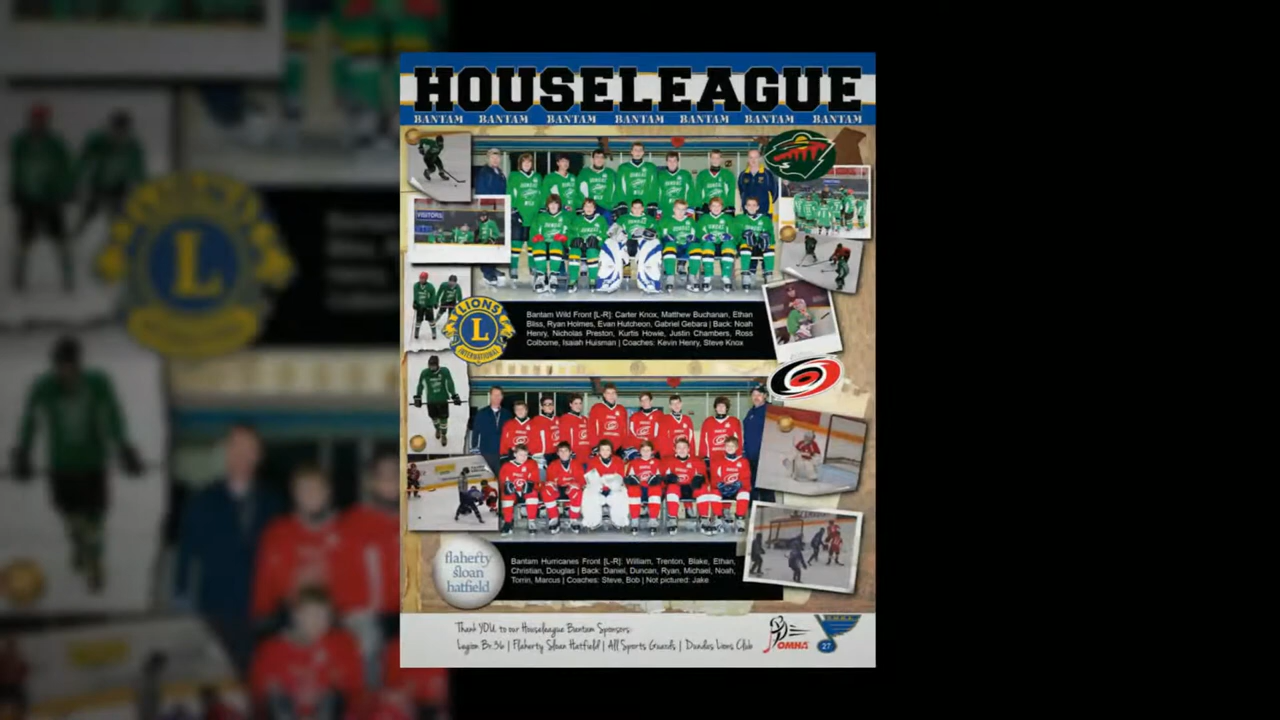 HOUSELEAGUE
BANTAM BANTAM BANTAM BANTAM BANTAM BANTAM BANTAM
VISITORS
LIONS
L
INTERNATIONAL
Bantam Wild Front [L-R]: Carter Knox, Matthew Buchanan, Ethan
Bliss, Ryan Holmes, Evan Hutcheon, Gabriel Gebara | Back: Noah
Henry, Nicholas Preston, Kurtis Howie, Justin Chambers, Ross
Colborne, Isaiah Huisman | Coaches: Kevin Henry, Steve Knox
flaherty
sloan
hatfield
Bantam Hurricanes Front [L-R]: William, Trenton, Blake, Ethan,
Christian, Douglas | Back: Daniel, Duncan, Ryan, Michael, Noah,
Torrin, Marcus | Coaches: Steve, Bob | Not pictured: Jake
Thank YOU to our Houseleague Bantam Sponsors:
Legion Br.36 | Flaherty Sloan Hatfield | All Sports Guards | Dundas Lions Club
OMHA
27